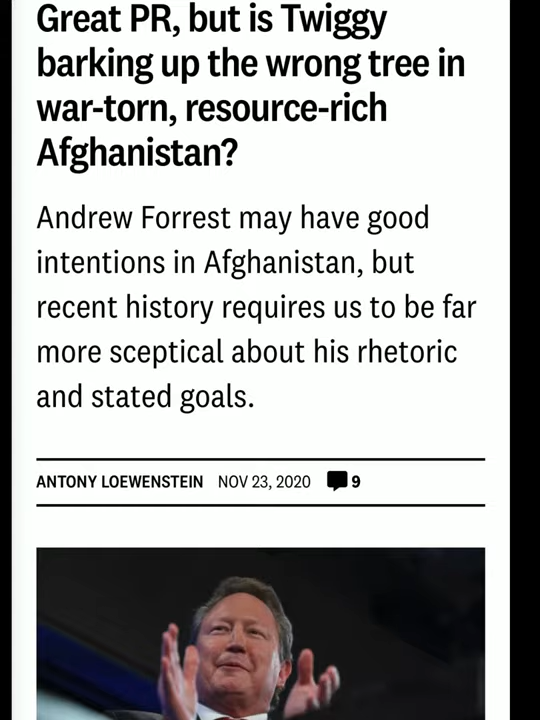 Great PR, but is Twiggy
barking up the wrong tree in
war-torn, resource-rich
Afghanistan?
Andrew Forrest may have good
intentions in Afghanistan, but
recent history requires us to be far
more sceptical about his rhetoric
and stated goals.
ANTONY LOEWENSTEIN NOV 23, 2020 9